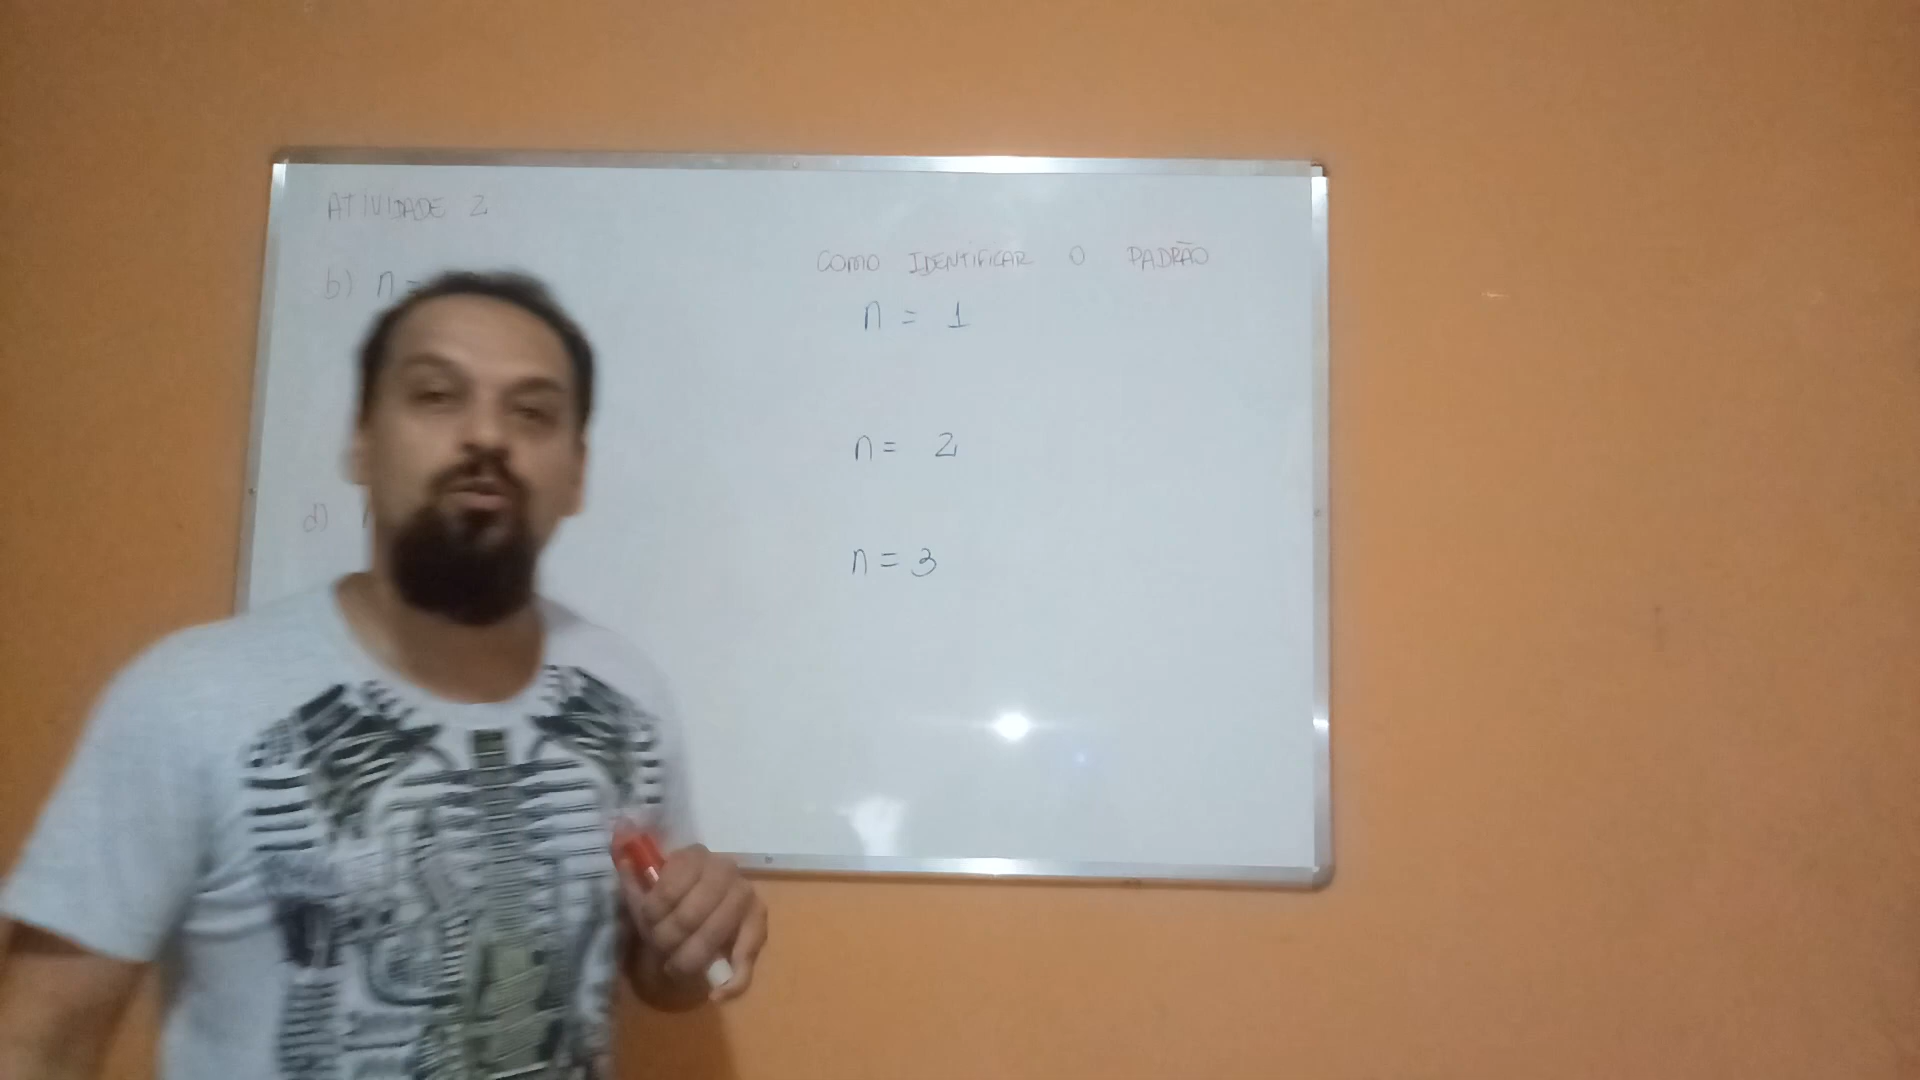 ATIVIDADE 2
b) n =
d)
COMO IDENTIFICAR O PADRÃO
n = 1
n = 2
n = 3